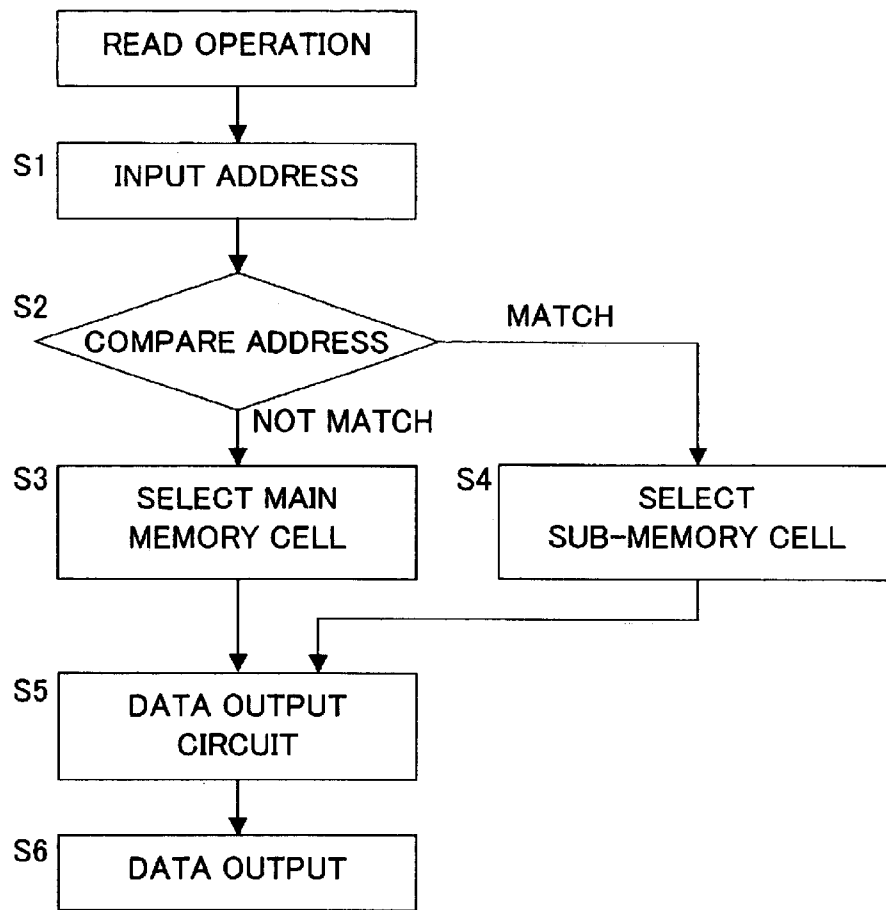 READ OPERATION
S1
INPUT ADDRESS
S2
COMPARE ADDRESS
MATCH
NOT MATCH
S3
SELECT MAIN
MEMORY CELL
S4
SELECT
SUB-MEMORY CELL
S5
DATA OUTPUT
CIRCUIT
S6
DATA OUTPUT